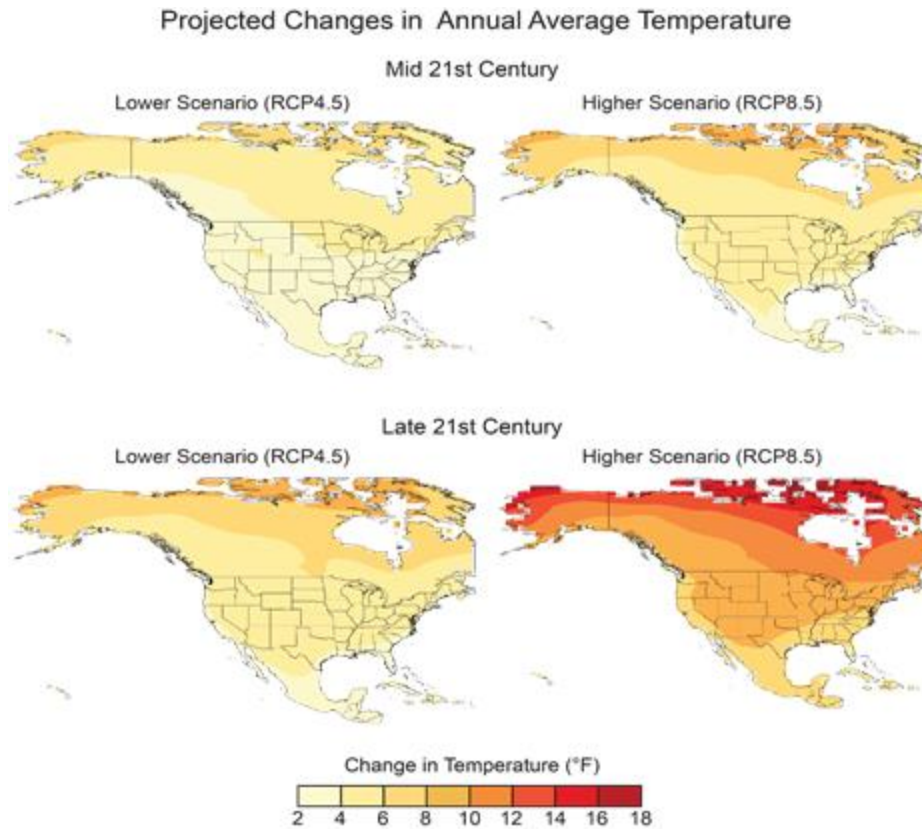 Projected Changes in Annual Average Temperature
Mid 21st Century
Lower Scenario (RCP4.5)
Higher Scenario (RCP8.5)
Late 21st Century
Lower Scenario (RCP4.5)
Higher Scenario (RCP8.5)
Change in Temperature (°F)
2 4 6 8 10 12 14 16 18